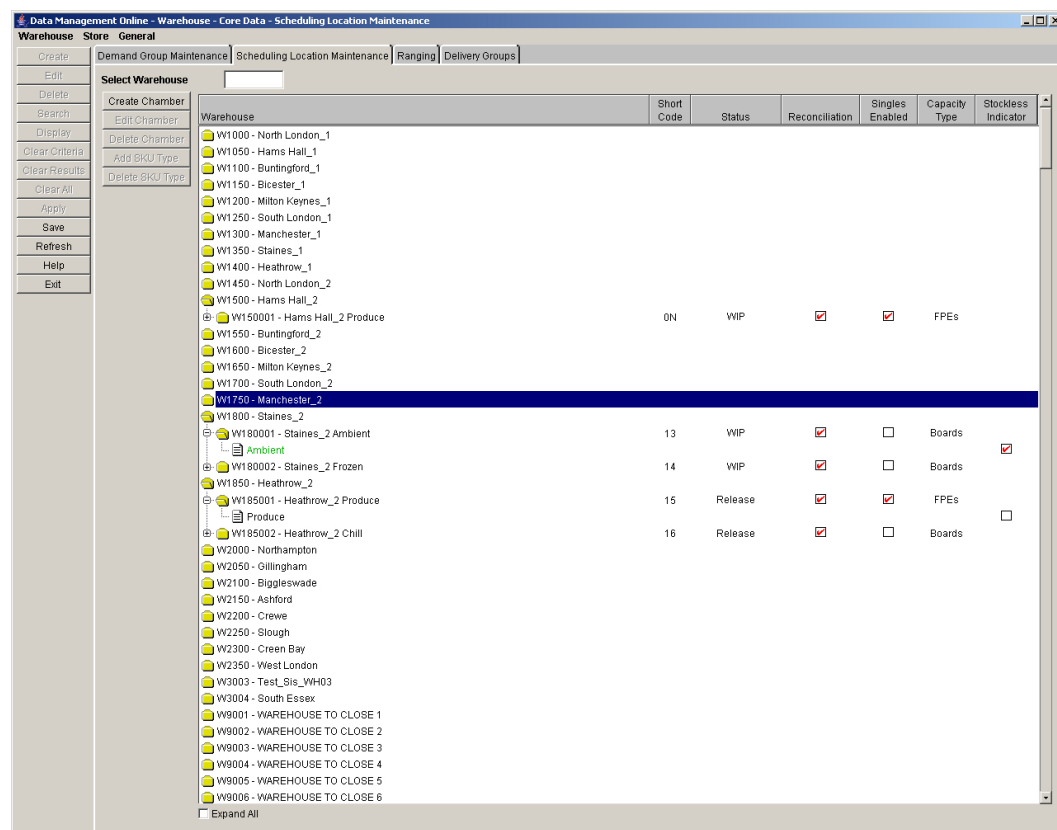 Data Management Online - Warehouse - Core Data - Scheduling Location Maintenance
Warehouse Store General
Create
Edit
Delete
Search
Display
Clear Criteria
Clear Results
Clear All
Apply
Save
Refresh
Help
Exit
Demand Group Maintenance Scheduling Location Maintenance Ranging Delivery Groups
Select Warehouse
Create Chamber
Edit Chamber
Delete Chamber
Add SKU Type
Delete SKU Type
Warehouse Short Code Status Reconciliation Singles Enabled Capacity Type Stockless Indicator
W1000 - North London_1
W1050 - Hams Hall_1
W1100 - Buntingford_1
W1150 - Bicester_1
W1200 - Milton Keynes_1
W1250 - South London_1
W1300 - Manchester_1
W1350 - Staines_1
W1400 - Heathrow_1
W1450 - North London_2
W1500 - Hams Hall_2
W150001 - Hams Hall_2 Produce 0N WIP FPEs
W1550 - Buntingford_2
W1600 - Bicester_2
W1650 - Milton Keynes_2
W1700 - South London_2
W1750 - Manchester_2
W1800 - Staines_2
W180001 - Staines_2 Ambient 13 WIP Boards
Ambient
W180002 - Staines_2 Frozen 14 WIP Boards
W1850 - Heathrow_2
W185001 - Heathrow_2 Produce 15 Release FPEs
Produce
W185002 - Heathrow_2 Chill 16 Release Boards
W2000 - Northampton
W2050 - Gillingham
W2100 - Biggleswade
W2150 - Ashford
W2200 - Crewe
W2250 - Slough
W2300 - Creen Bay
W2350 - West London
W3003 - Test_Sis_WH03
W3004 - South Essex
W9001 - WAREHOUSE TO CLOSE 1
W9002 - WAREHOUSE TO CLOSE 2
W9003 - WAREHOUSE TO CLOSE 3
W9004 - WAREHOUSE TO CLOSE 4
W9005 - WAREHOUSE TO CLOSE 5
W9006 - WAREHOUSE TO CLOSE 6
Expand All